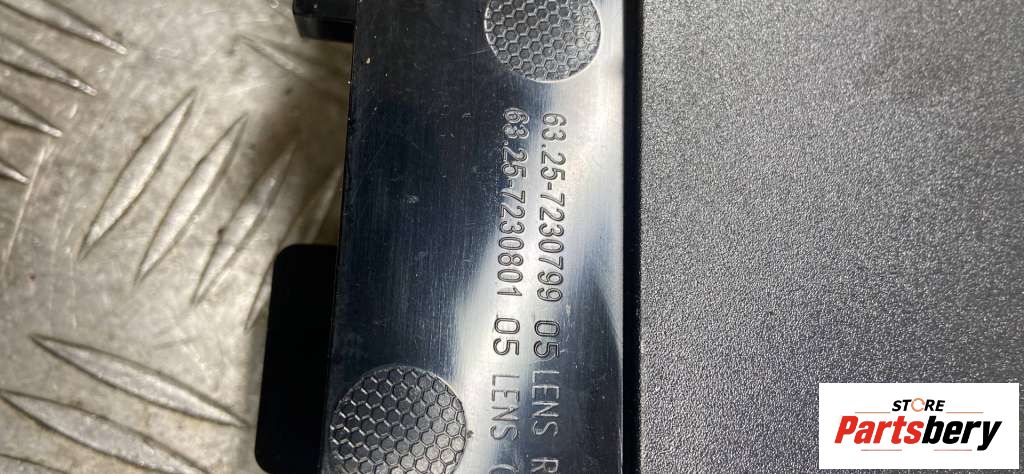 63.25-7230799 05 LENS R
63.25-7230801 05 LENS (
STORE
Partsbery